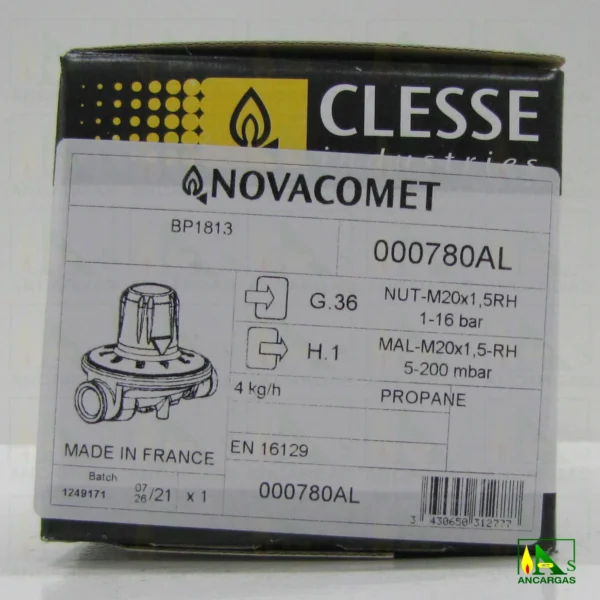 CLESSE
industries
NOVACOMET
BP1813
000780AL
G.36
NUT-M20x1,5RH
1-16 bar
H.1
MAL-M20x1,5-RH
5-200 mbar
4 kg/h
PROPANE
MADE IN FRANCE
EN 16129
Batch
1249171
07
26/21
x 1
000780AL
3 430650 312777
AS
ANCARGAS